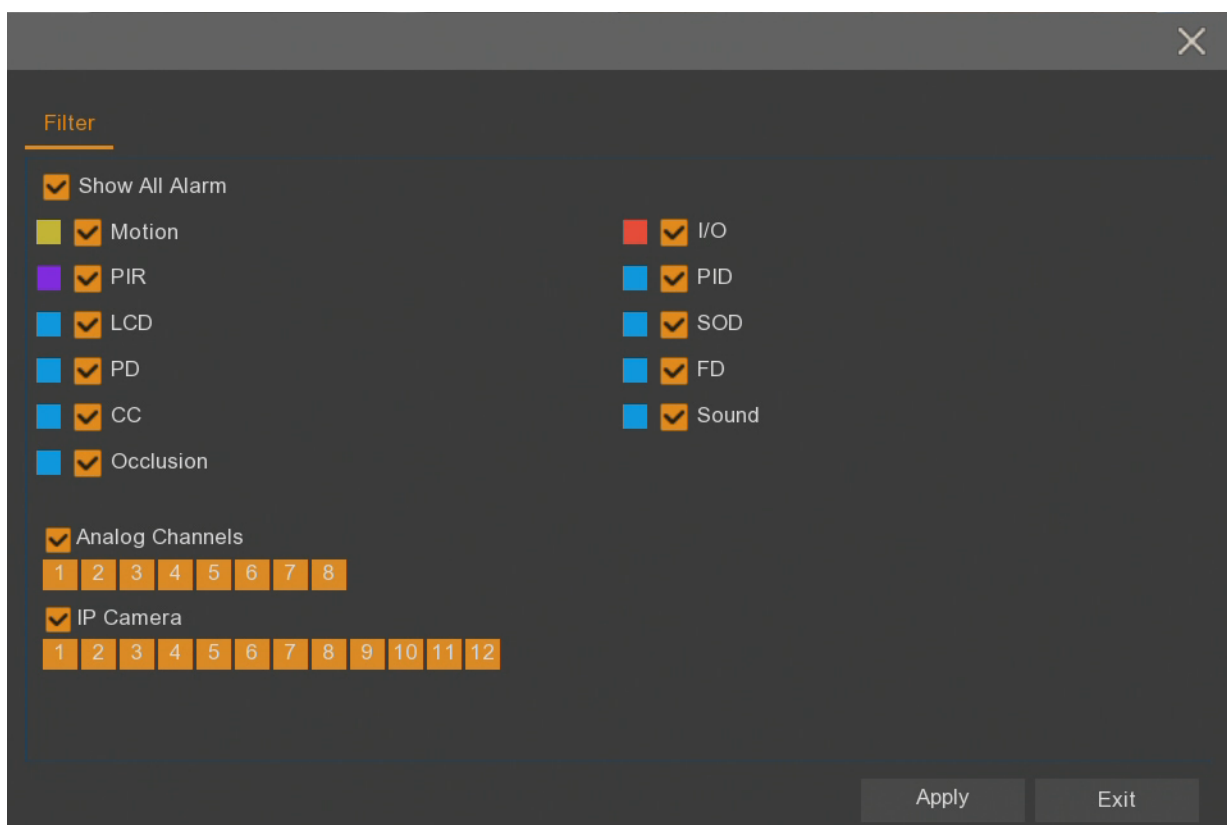 Filter
Show All Alarm
Motion
I/O
PIR
PID
LCD
SOD
PD
FD
CC
Sound
Occlusion
Analog Channels
1 2 3 4 5 6 7 8
IP Camera
1 2 3 4 5 6 7 8 9 10 11 12
Apply
Exit